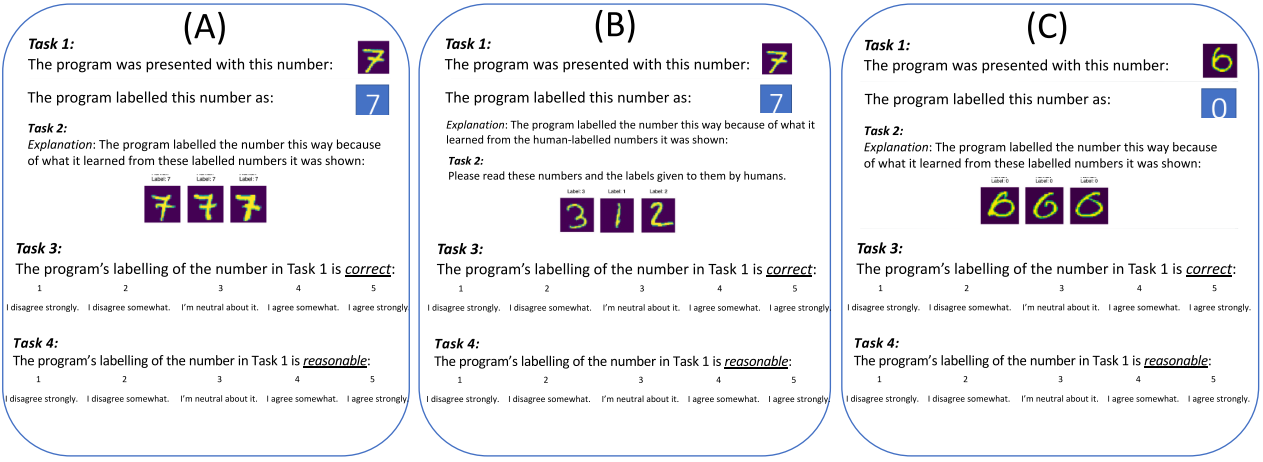 (A)
Task 1:
The program was presented with this number:
7
The program labelled this number as:
7
Task 2:
Explanation: The program labelled the number this way because
of what it learned from these labelled numbers it was shown:
Label: 7 Label: 7 Label: 7
7 7 7
Task 3:
The program's labelling of the number in Task 1 is correct:
1 2 3 4 5
I disagree strongly. I disagree somewhat. I'm neutral about it. I agree somewhat. I agree strongly.
Task 4:
The program's labelling of the number in Task 1 is reasonable:
1 2 3 4 5
I disagree strongly. I disagree somewhat. I'm neutral about it. I agree somewhat. I agree strongly.
(B)
Task 1:
The program was presented with this number:
7
The program labelled this number as:
7
Explanation: The program labelled the number this way because of what it
learned from the human-labelled numbers it was shown:
Task 2:
Please read these numbers and the labels given to them by humans.
Label: 3 Label: 1 Label: 2
3 1 2
Task 3:
The program's labelling of the number in Task 1 is correct:
1 2 3 4 5
I disagree strongly. I disagree somewhat. I'm neutral about it. I agree somewhat. I agree strongly.
Task 4:
The program's labelling of the number in Task 1 is reasonable:
1 2 3 4 5
I disagree strongly. I disagree somewhat. I'm neutral about it. I agree somewhat. I agree strongly.
(C)
Task 1:
The program was presented with this number:
6
The program labelled this number as:
0
Task 2:
Explanation: The program labelled the number this way because
of what it learned from these labelled numbers it was shown:
Label: 0 Label: 0 Label: 0
Task 3:
The program's labelling of the number in Task 1 is correct:
1 2 3 4 5
I disagree strongly. I disagree somewhat. I'm neutral about it. I agree somewhat. I agree strongly.
Task 4:
The program's labelling of the number in Task 1 is reasonable:
1 2 3 4 5
I disagree strongly. I disagree somewhat. I'm neutral about it. I agree somewhat. I agree strongly.